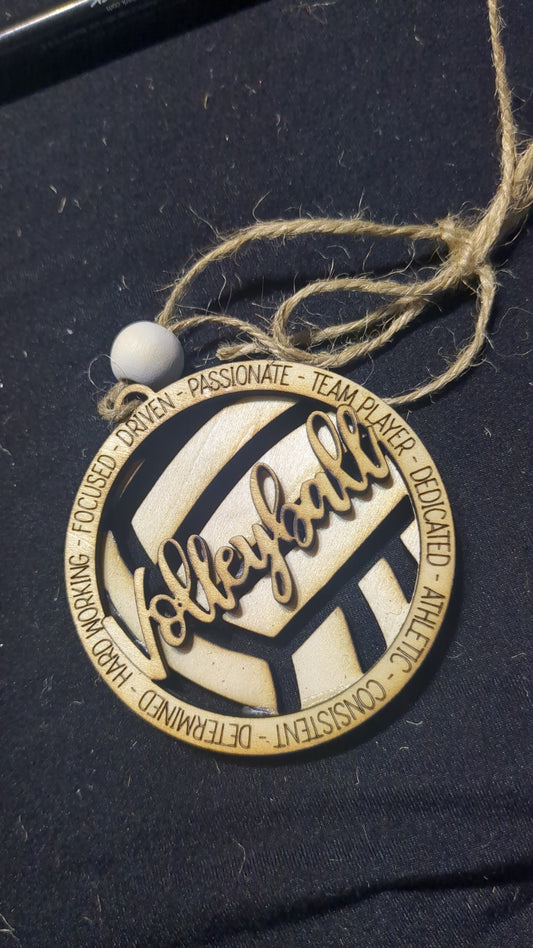 DRIVEN - PASSIONATE - TEAM PLAYER - DEDICATED - ATHLETIC - CONSISTENT - DETERMINED - HARD WORKING - FOCUSED -
Volleyball